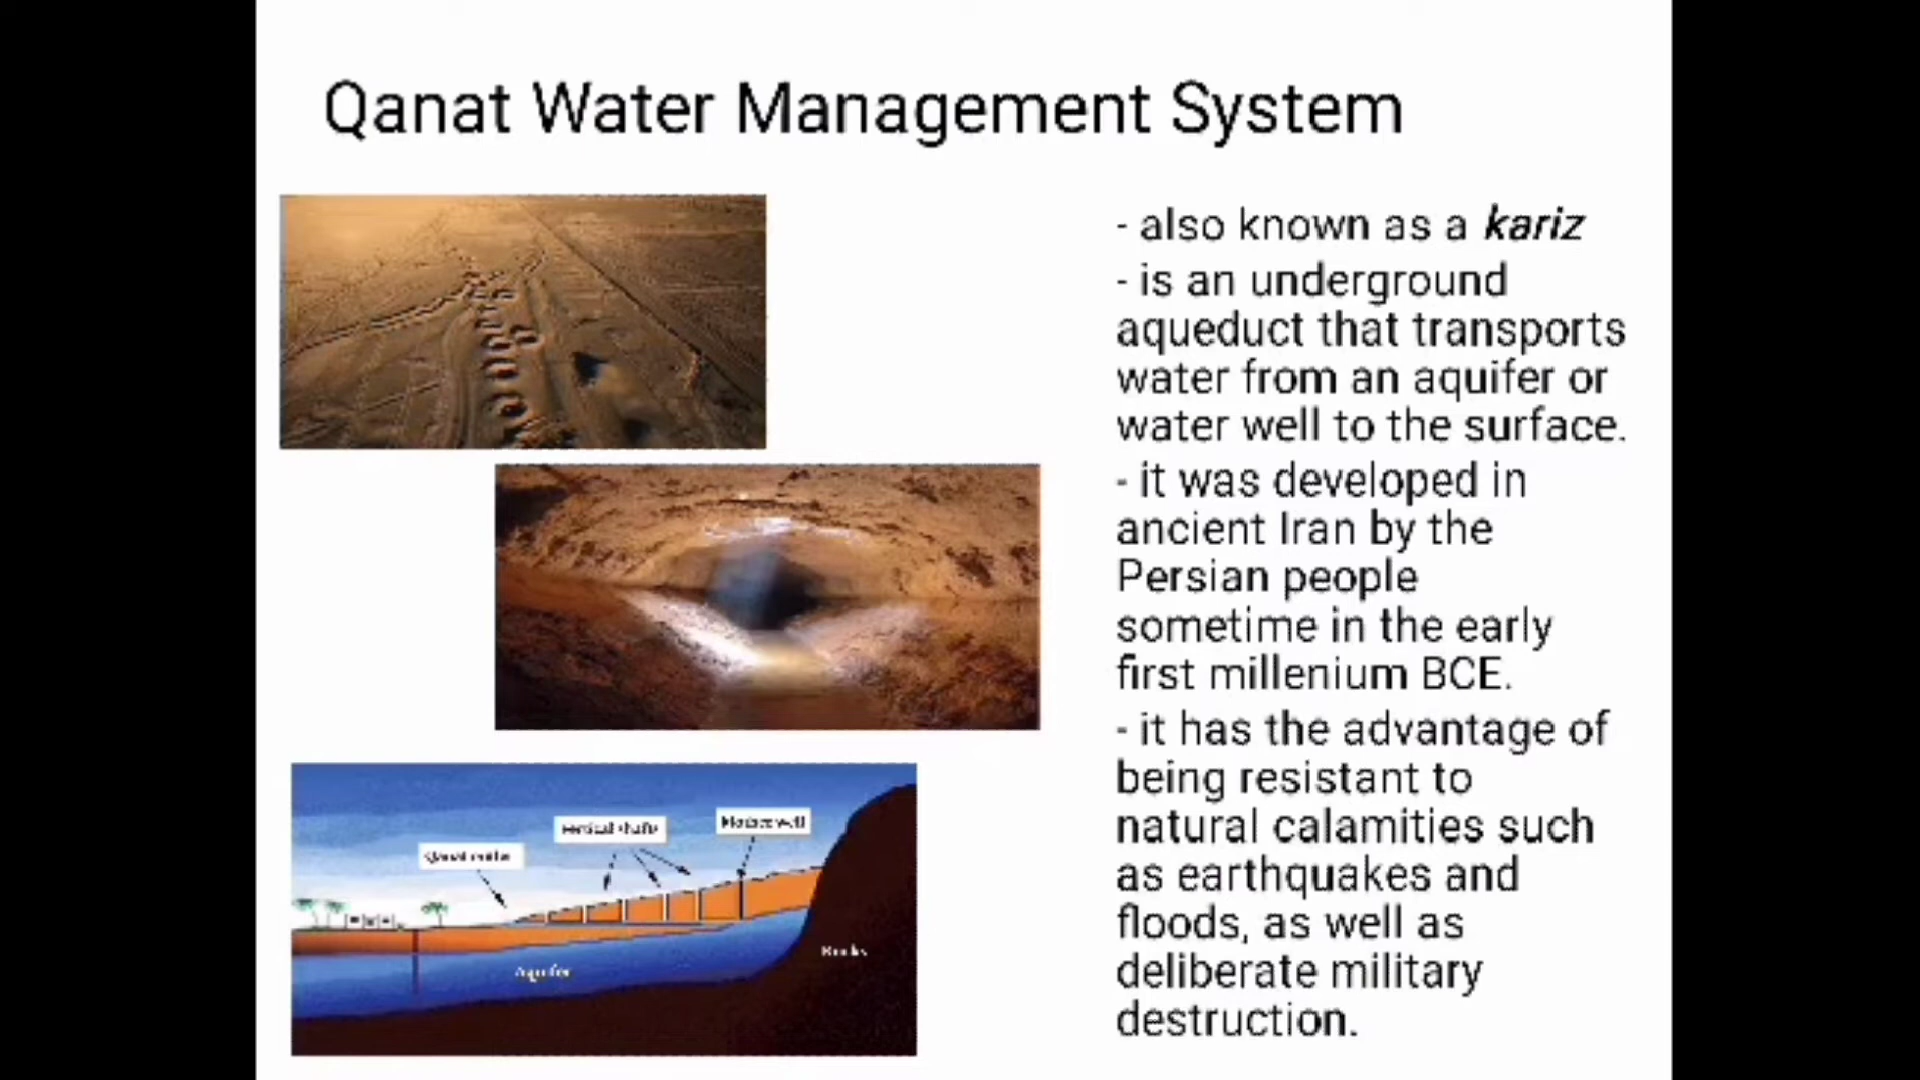 Qanat Water Management System
- also known as a kariz
- is an underground
aqueduct that transports
water from an aquifer or
water well to the surface.
- it was developed in
ancient Iran by the
Persian people
sometime in the early
first millenium BCE.
- it has the advantage of
being resistant to
natural calamities such
as earthquakes and
floods, as well as
deliberate military
destruction.
vertical shafts
Qanat
Aquifer
Rocks